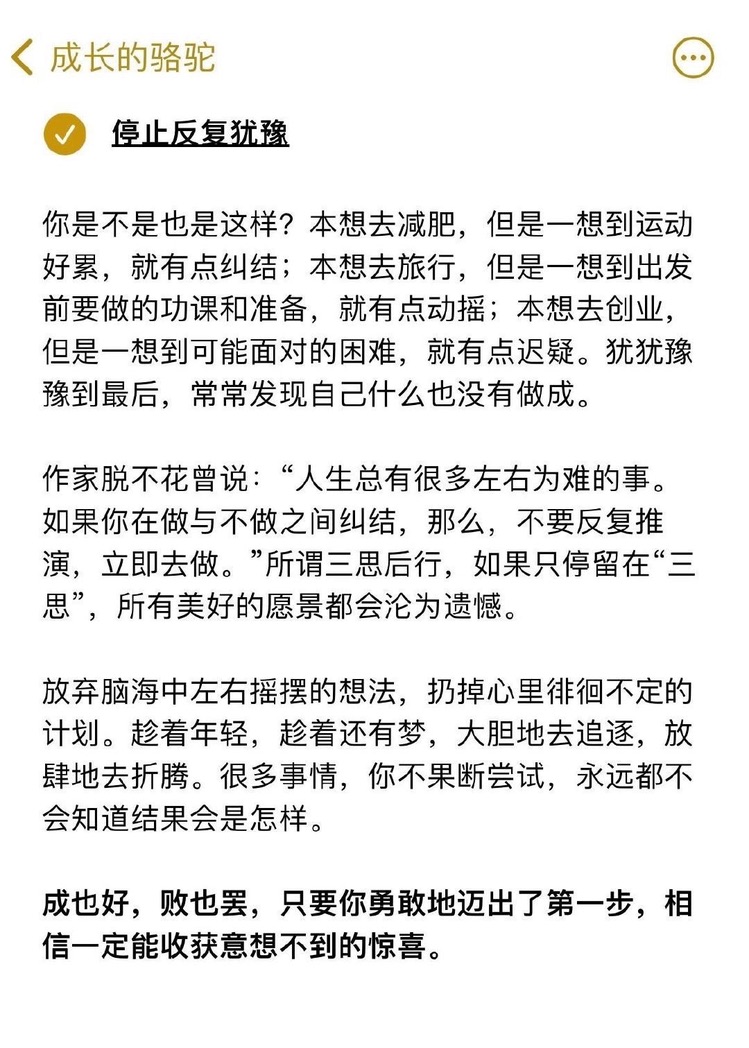 成长的骆驼
停止反复犹豫
你是不是也是这样？本想去减肥，但是一想到运动
好累，就有点纠结；本想去旅行，但是一想到出发
前要做的功课和准备，就有点动摇；本想去创业，
但是一想到可能面对的困难，就有点迟疑。犹犹豫
豫到最后，常常发现自己什么也没有做成。
作家脱不花曾说：“人生总有很多左右为难的事。
如果你在做与不做之间纠结，那么，不要反复推
演，立即去做。”所谓三思后行，如果只停留在“三
思”，所有美好的愿景都会沦为遗憾。
放弃脑海中左右摇摆的想法，扔掉心里徘徊不定的
计划。趁着年轻，趁着还有梦，大胆地去追逐，放
肆地去折腾。很多事情，你不果断尝试，永远都不
会知道结果会是怎样。
成也好，败也罢，只要你勇敢地迈出了第一步，相
信一定能收获意想不到的惊喜。